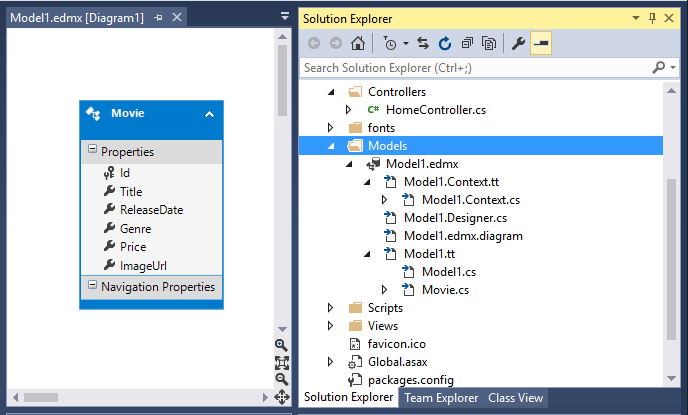 Model1.edmx [Diagram1]
Movie
Properties
Id
Title
ReleaseDate
Genre
Price
ImageUrl
Navigation Properties
Solution Explorer
Search Solution Explorer (Ctrl+;)
Controllers
C# HomeController.cs
fonts
Models
Model1.edmx
Model1.Context.tt
Model1.Context.cs
Model1.Designer.cs
Model1.edmx.diagram
Model1.tt
Model1.cs
Movie.cs
Scripts
Views
favicon.ico
Global.asax
packages.config
Solution Explorer Team Explorer Class View